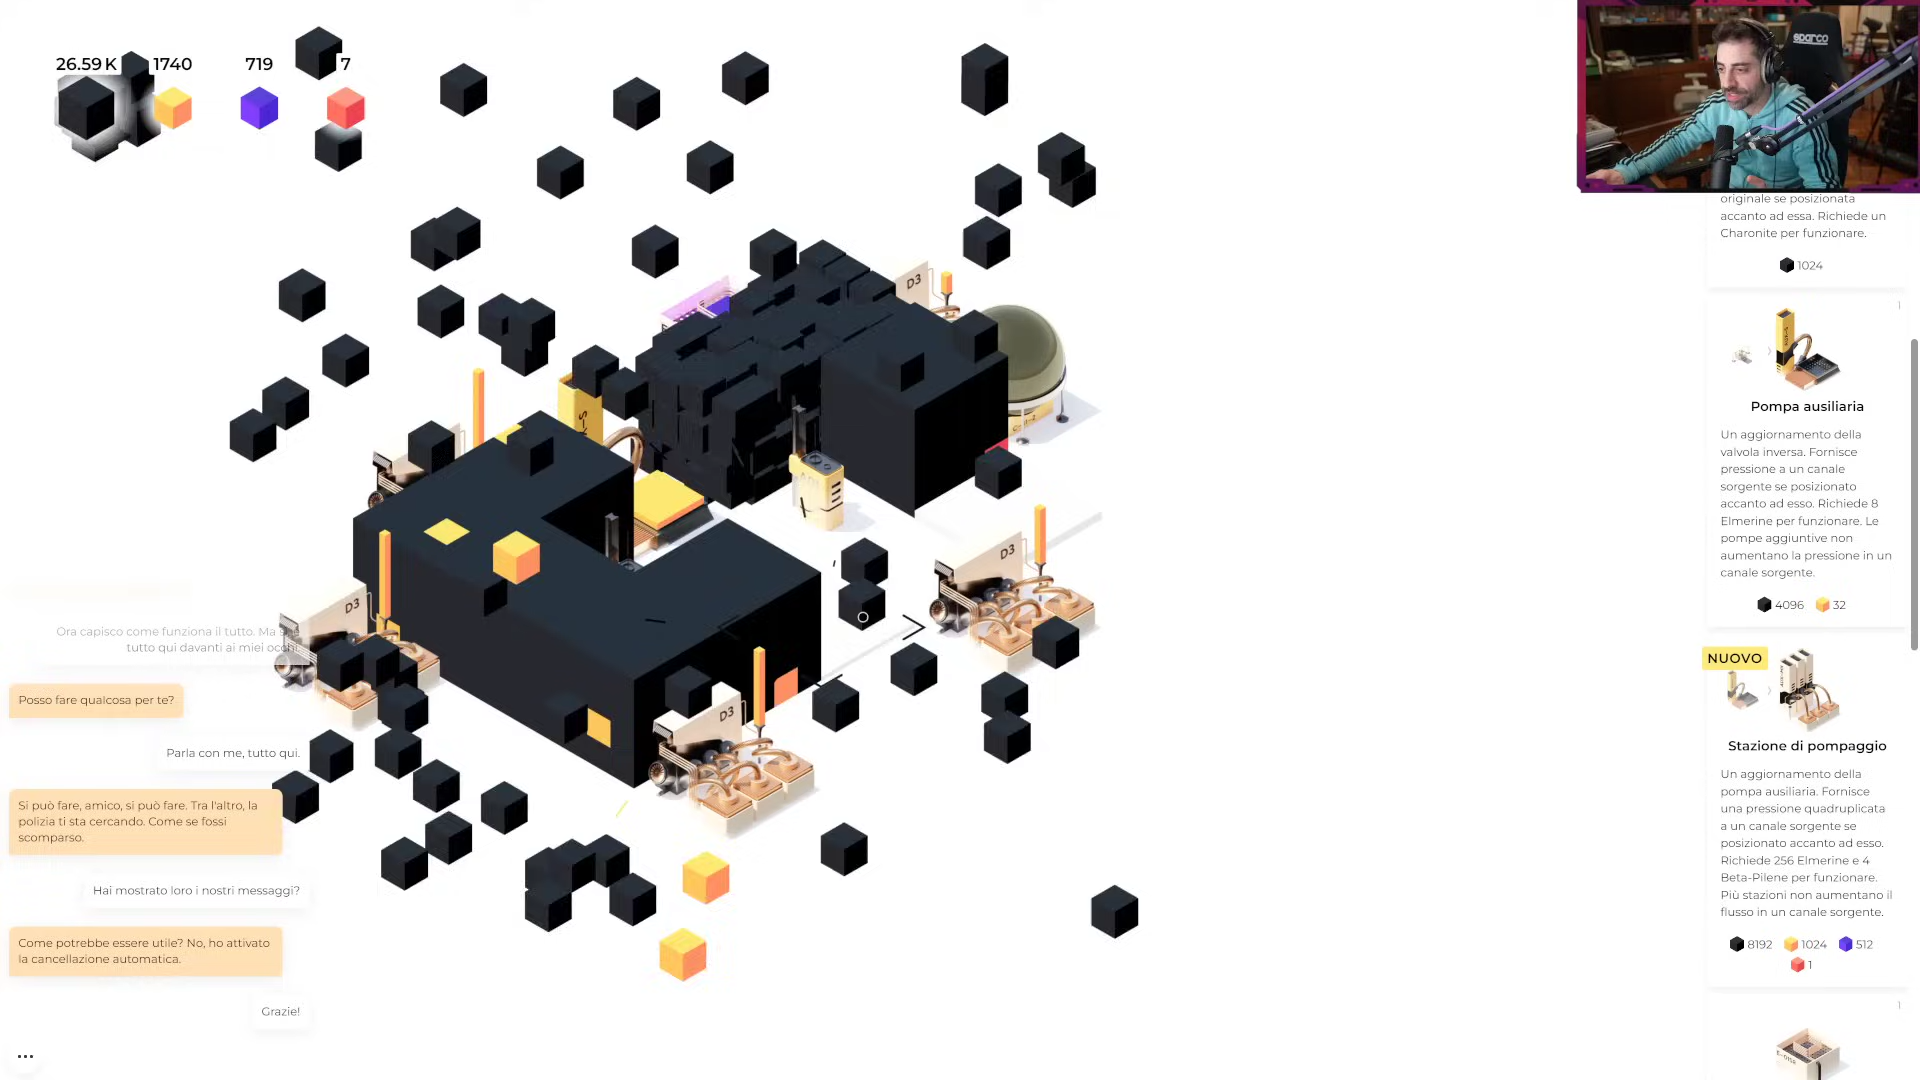 26.59 K
1740
719
7
sparco
originale se posizionata
accanto ad essa. Richiede un
Charonite per funzionare.
1024
1
Pompa ausiliaria
Un aggiornamento della
valvola inversa. Fornisce
pressione a un canale
sorgente se posizionato
accanto ad esso. Richiede 8
Elmerine per funzionare. Le
pompe aggiuntive non
aumentano la pressione in un
canale sorgente.
4096
32
NUOVO
Stazione di pompaggio
Un aggiornamento della
pompa ausiliaria. Fornisce
una pressione quadruplicata
a un canale sorgente se
posizionato accanto ad esso.
Richiede 256 Elmerine e 4
Beta-Pilene per funzionare.
Più stazioni non aumentano il
flusso in un canale sorgente.
8192
1024
512
1
1
D3
D3
D3
D3
Ora capisco come funziona il tutto. Ma
tutto qui davanti ai miei occhi.
Posso fare qualcosa per te?
Parla con me, tutto qui.
Si può fare, amico, si può fare. Tra l'altro, la
polizia ti sta cercando. Come se fossi
scomparso.
Hai mostrato loro i nostri messaggi?
Come potrebbe essere utile? No, ho attivato
la cancellazione automatica.
Grazie!
...